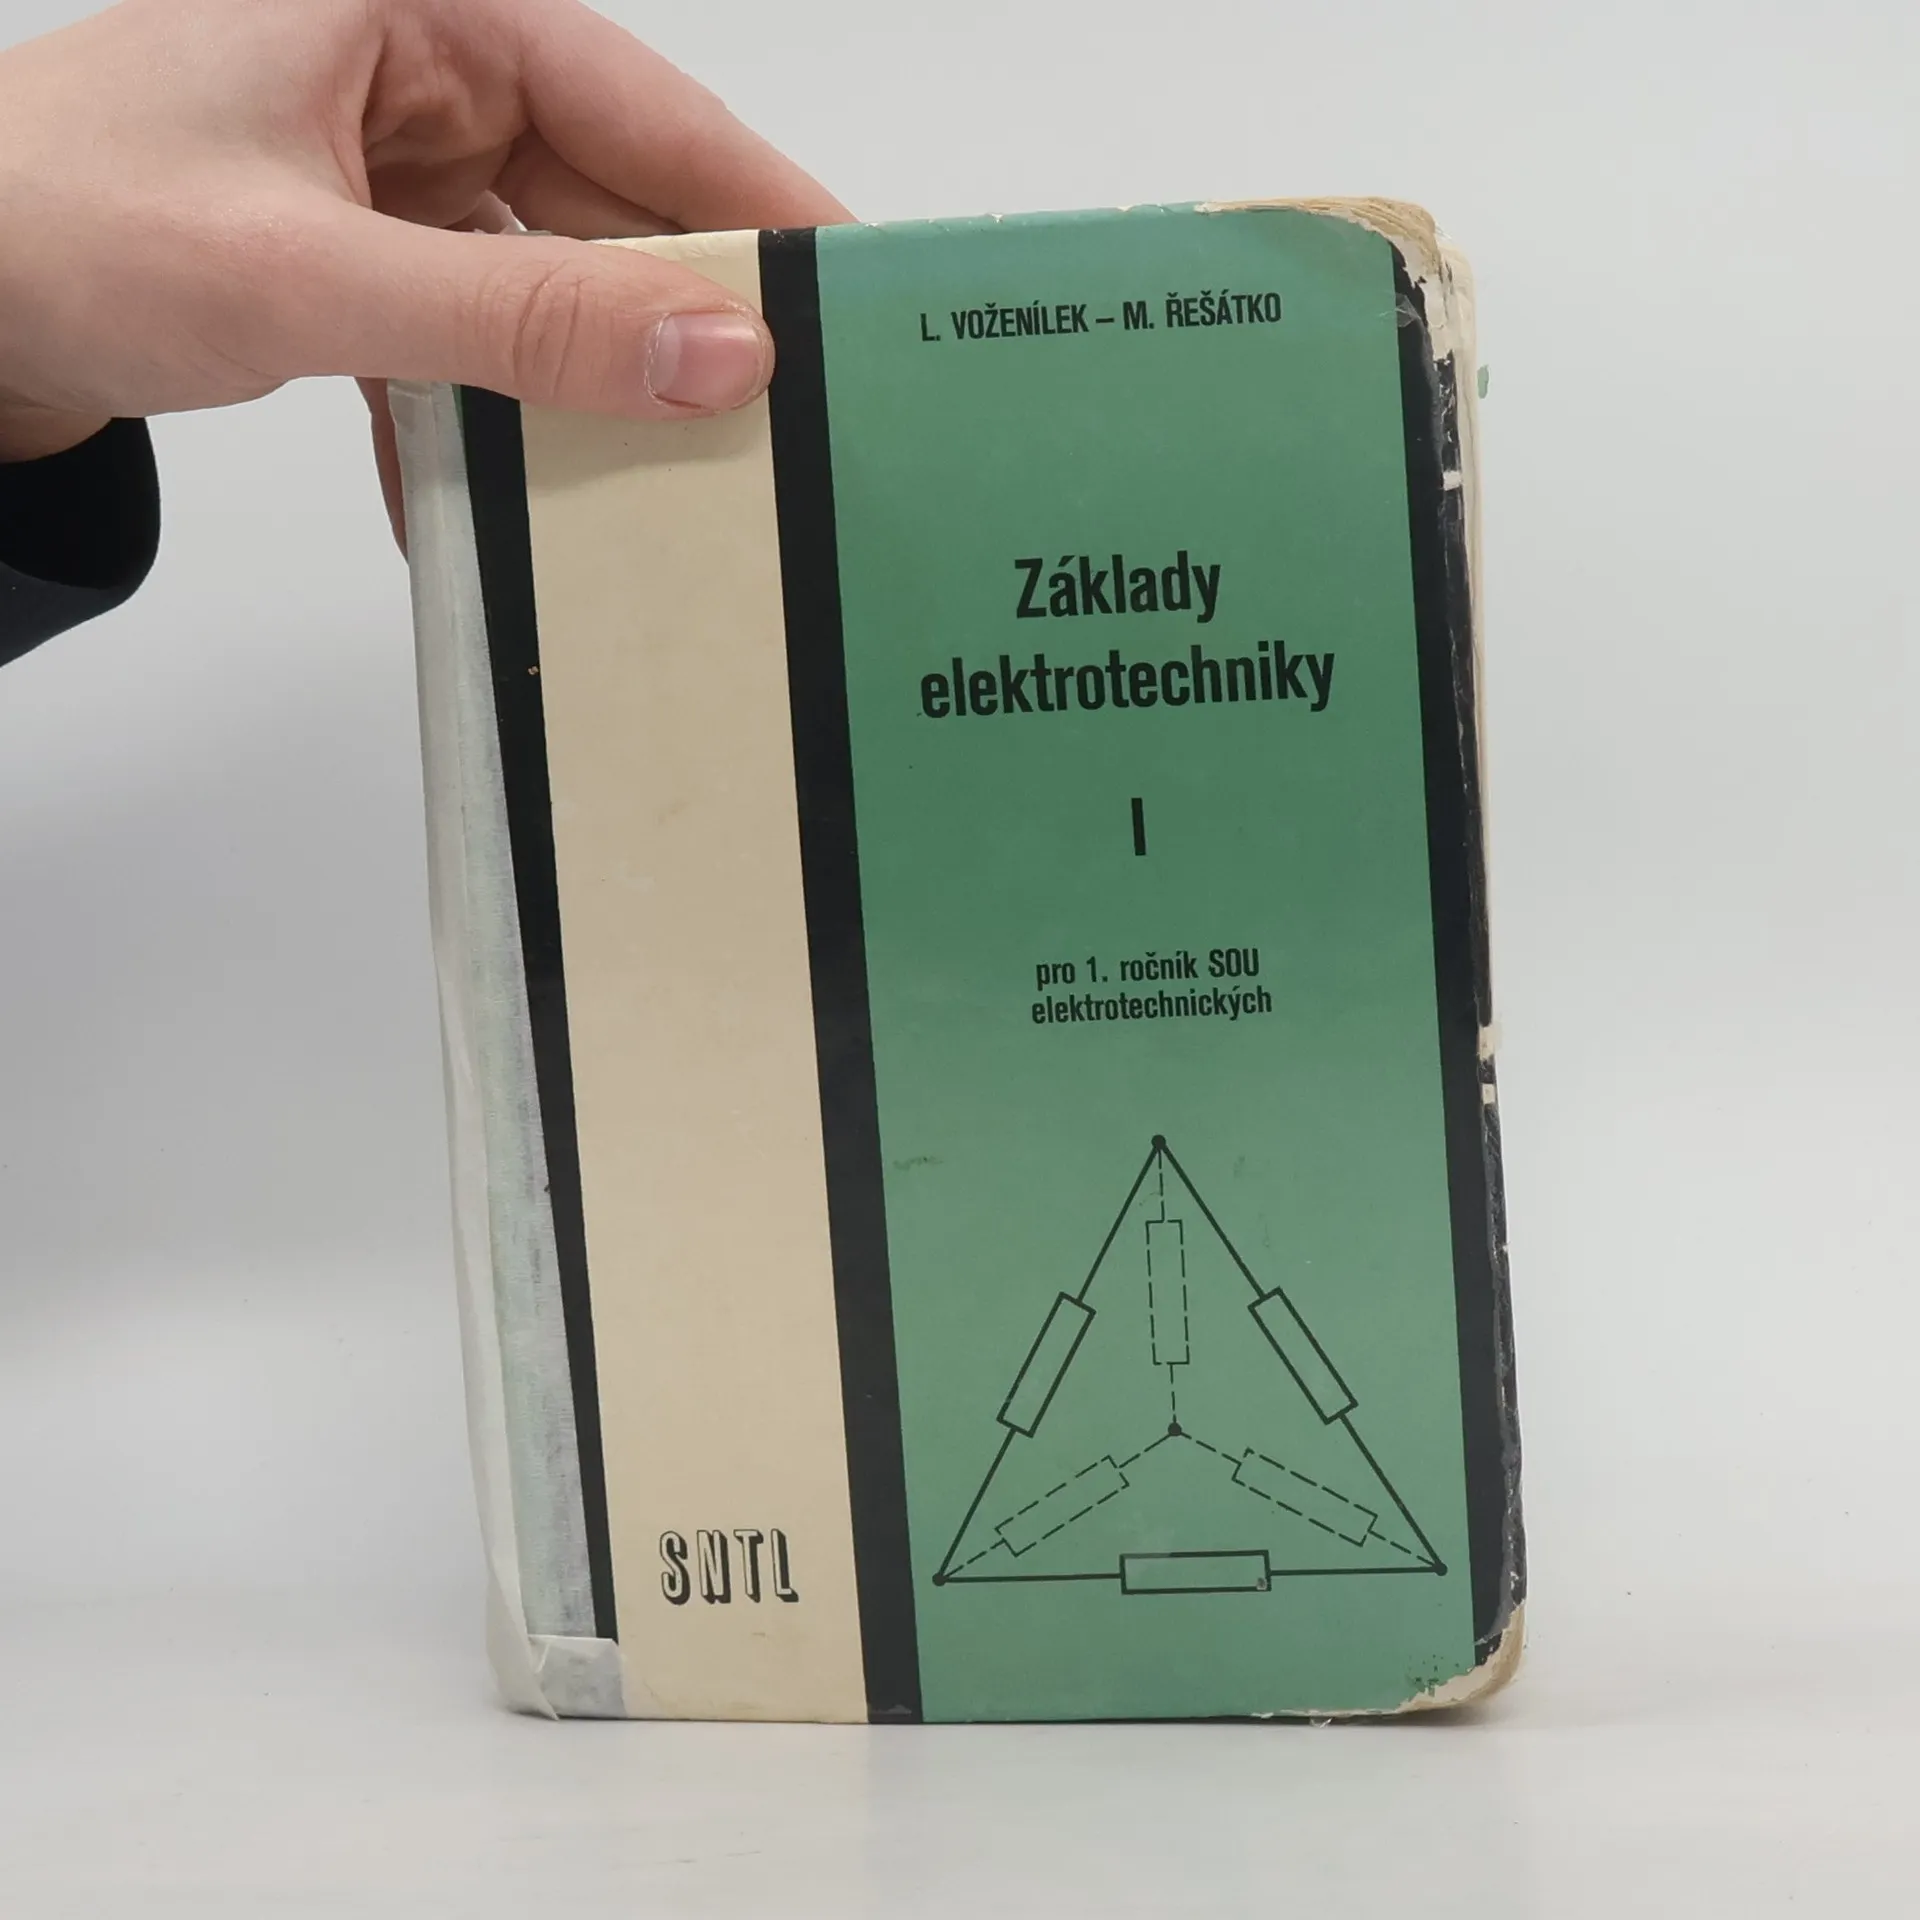 L. VOŽENÍLEK – M. ŘEŠÁTKO
Základy
elektrotechniky
I
pro 1. ročník SOU
elektrotechnických
SNTL